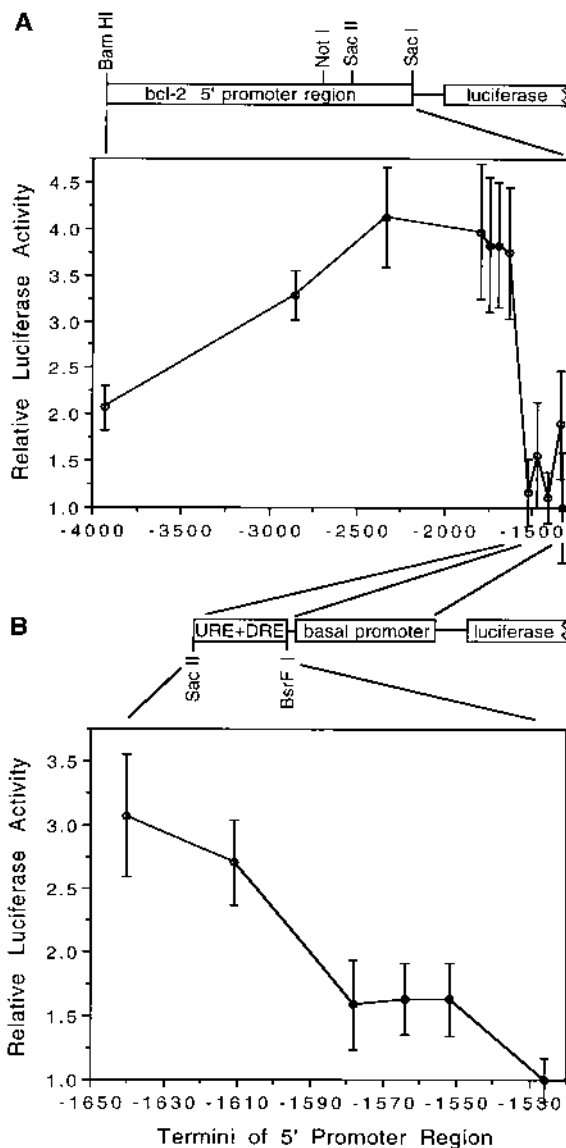 A
Bam HI
Not I
Sac II
Sac I
bcl-2 5' promoter region
luciferase
Relative Luciferase Activity
4.5
4.0
3.5
3.0
2.5
2.0
1.5
1.0
-4000 -3500 -3000 -2500 -2000 -1500
B
URE+DRE
basal promoter
luciferase
Sac II
BsrF I
Relative Luciferase Activity
3.5
3.0
2.5
2.0
1.5
1.0
-1650 -1630 -1610 -1590 -1570 -1550 -1530
Termini of 5' Promoter Region